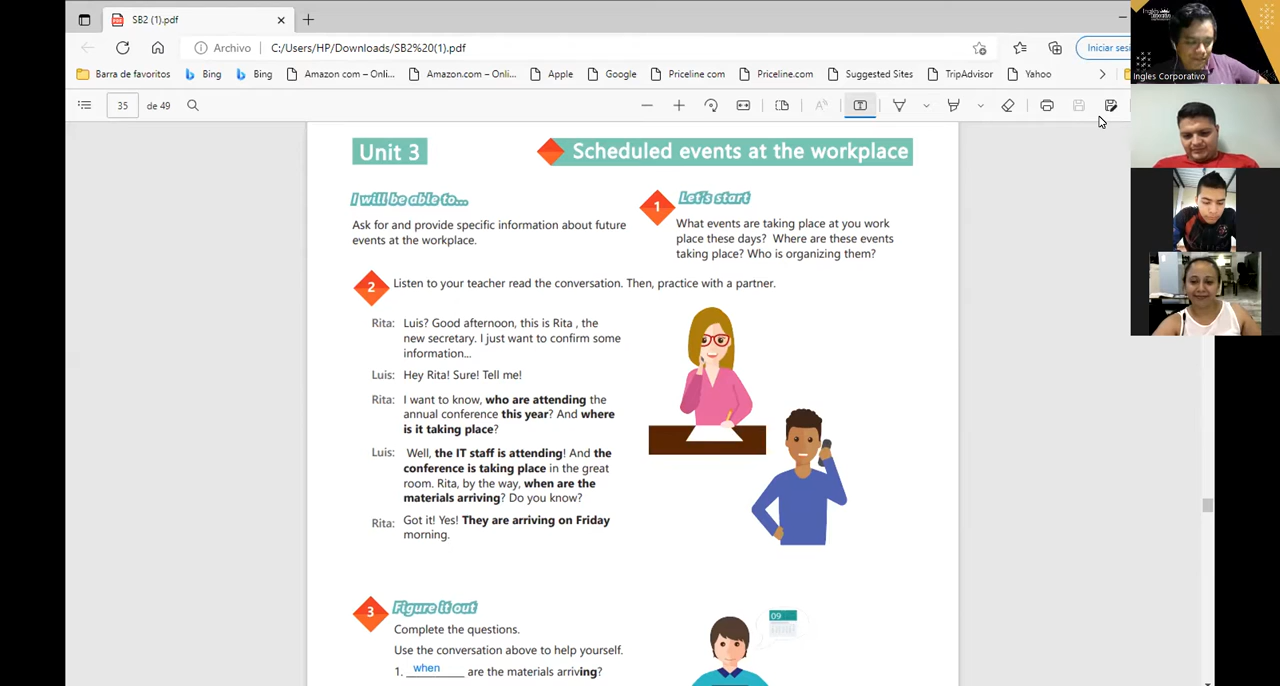 SB2 (1).pdf
Archivo
C:/Users/HP/Downloads/SB2%20(1).pdf
Iniciar sesi
Barra de favoritos
Bing
Bing
Amazon com – Onli...
Amazon.com – Onli...
Apple
Google
Priceline com
Priceline.com
Suggested Sites
TripAdvisor
Yahoo
35 de 49
Ingles Corporativo
Unit 3
Scheduled events at the workplace
I will be able to...
Ask for and provide specific information about future
events at the workplace.
1 Let's start
What events are taking place at you work
place these days? Where are these events
taking place? Who is organizing them?
2 Listen to your teacher read the conversation. Then, practice with a partner.
Rita: Luis? Good afternoon, this is Rita , the
new secretary. I just want to confirm some
information...
Luis: Hey Rita! Sure! Tell me!
Rita: I want to know, who are attending the
annual conference this year? And where
is it taking place?
Luis: Well, the IT staff is attending! And the
conference is taking place in the great
room. Rita, by the way, when are the
materials arriving? Do you know?
Rita: Got it! Yes! They are arriving on Friday
morning.
3 Figure it out
Complete the questions.
Use the conversation above to help yourself.
1. when are the materials arriving?
09